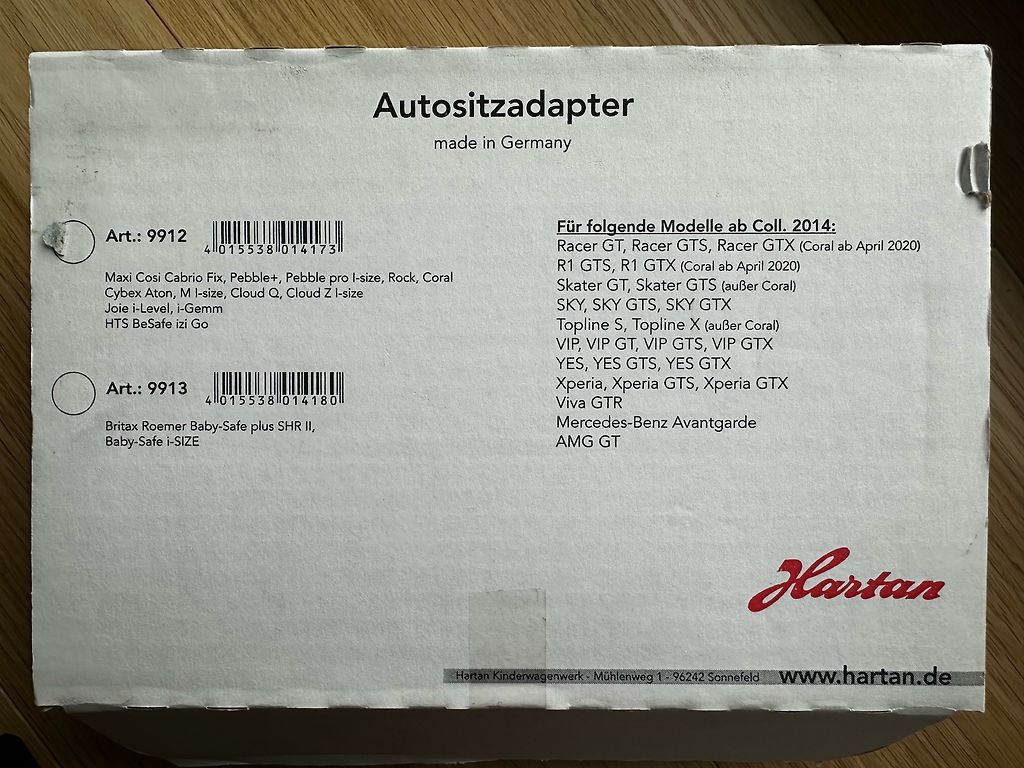 Autositzadapter
made in Germany
Art.: 9912
4 015538 014173
Maxi Cosi Cabrio Fix, Pebble+, Pebble pro I-size, Rock, Coral
Cybex Aton, M I-size, Cloud Q, Cloud Z I-size
Joie i-Level, i-Gemm
HTS BeSafe izi Go
Art.: 9913
4 015538 014180
Britax Roemer Baby-Safe plus SHR II,
Baby-Safe i-SIZE
Für folgende Modelle ab Coll. 2014:
Racer GT, Racer GTS, Racer GTX (Coral ab April 2020)
R1 GTS, R1 GTX (Coral ab April 2020)
Skater GT, Skater GTS (außer Coral)
SKY, SKY GTS, SKY GTX
Topline S, Topline X (außer Coral)
VIP, VIP GT, VIP GTS, VIP GTX
YES, YES GTS, YES GTX
Xperia, Xperia GTS, Xperia GTX
Viva GTR
Mercedes-Benz Avantgarde
AMG GT
Hartan
Hartan Kinderwagenwerk - Mühlenweg 1 - 96242 Sonnefeld www.hartan.de